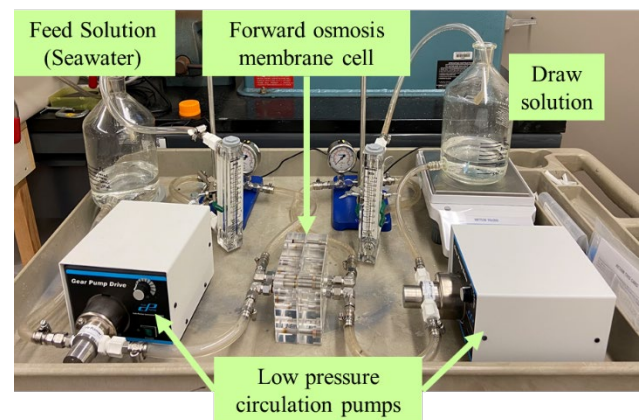 Feed Solution
(Seawater)
Forward osmosis
membrane cell
Draw
solution
Gear Pump Drive
Low pressure
circulation pumps